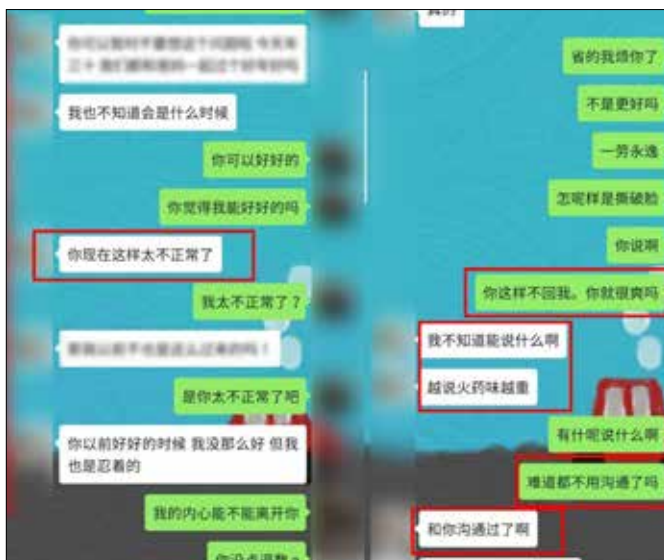 我也不知道会是什么时候
你可以好好的
你觉得我能好好的吗
你现在这样太不正常了
我太不正常了？
是你太不正常了吧
你以前好好的时候 我没那么好 但我
也是忍着的
我的内心能不能离开你
省的我烦你了
不是更好吗
一劳永逸
怎呢样是撕破脸
你说啊
你这样不回我。你就很爽吗
我不知道能说什么啊
越说火药味越重
有什呢说什么啊
难道都不用沟通了吗
和你沟通过了啊